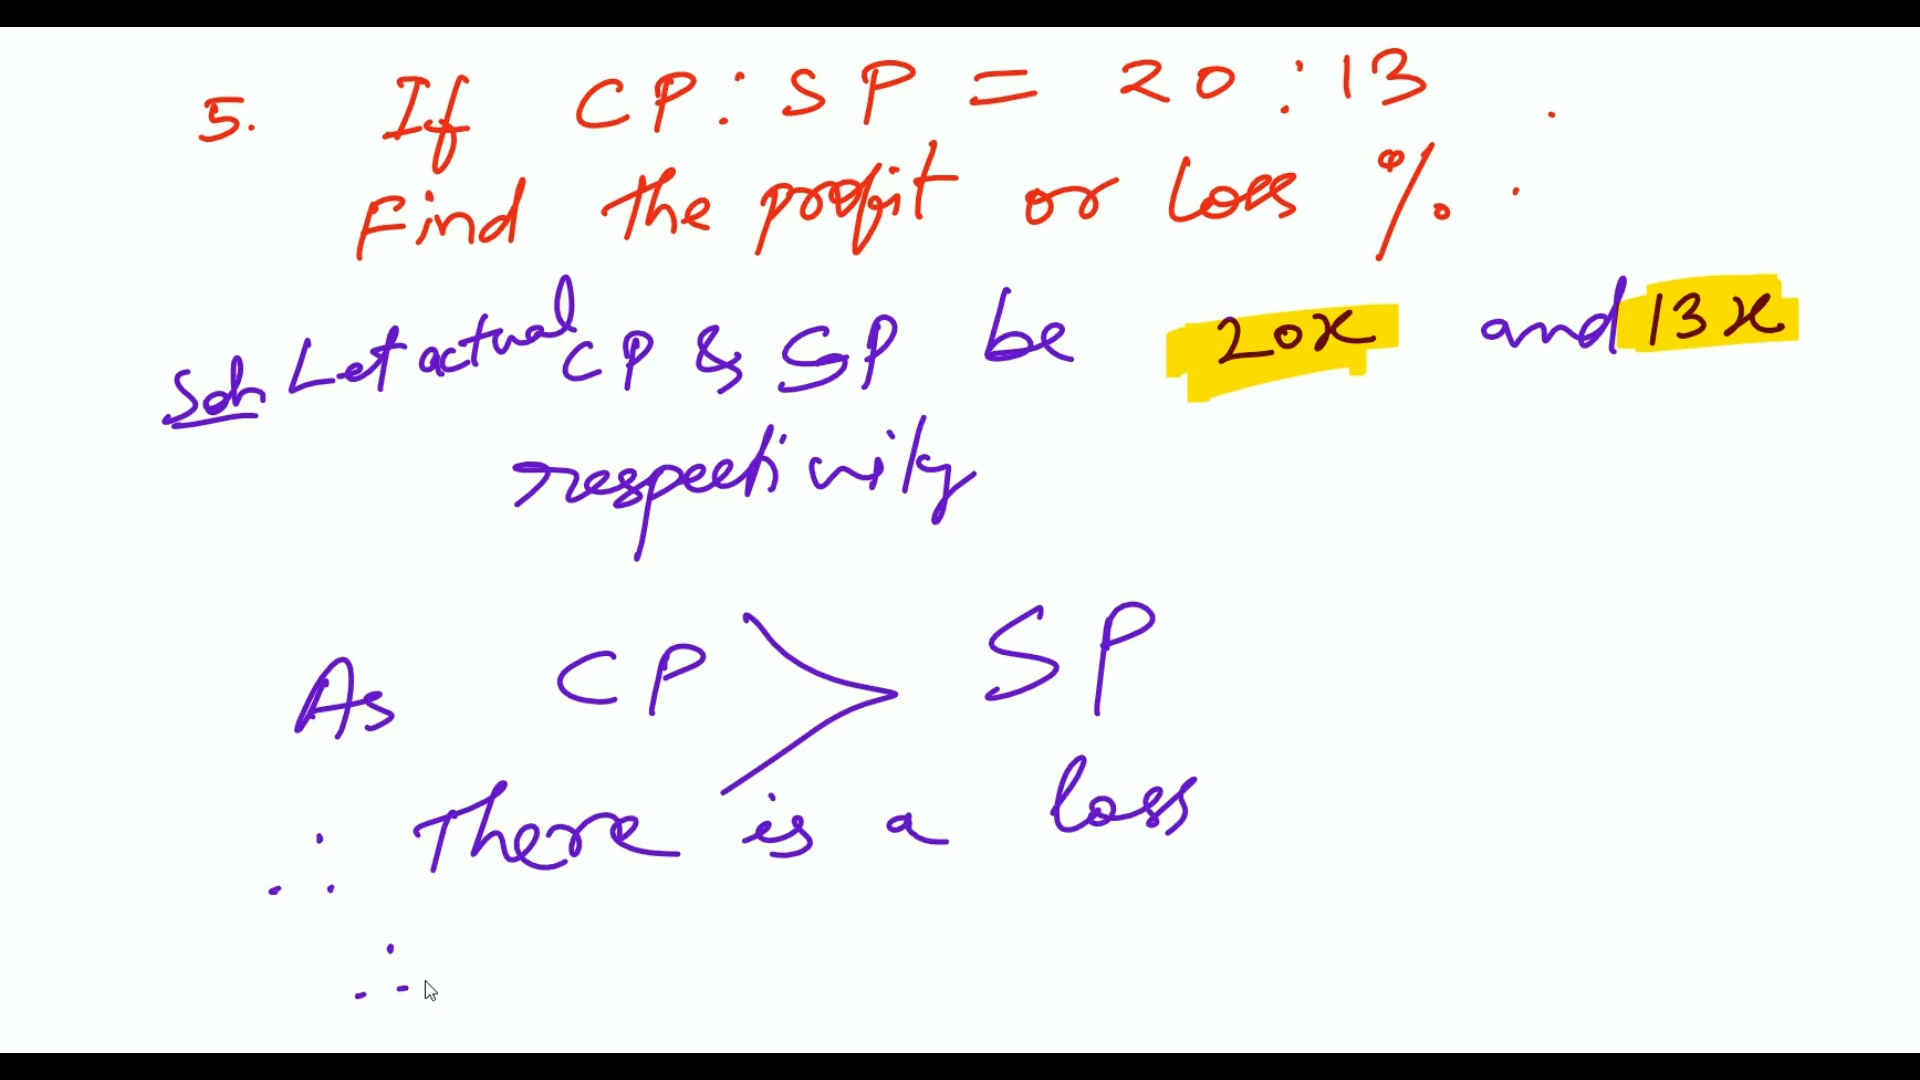 5. If CP : SP = 20 : 13.
Find the profit or Loss %.
Soln Let actual CP & SP be 20x and 13x
respectivily
As CP > SP
∴ There is a loss
∴